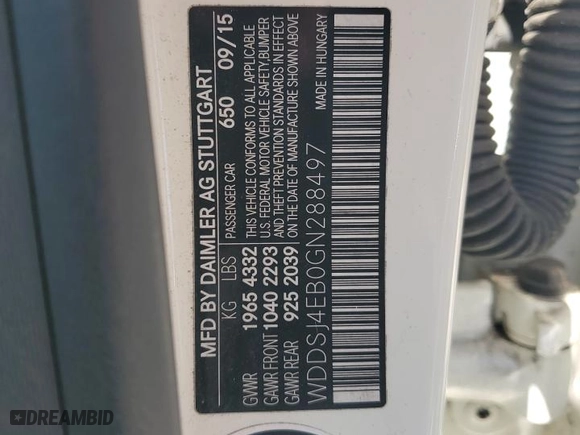 MFD BY DAIMLER AG STUTTGART
PASSENGER CAR 650 09/15
KG LBS
GVWR 1965 4332
GAWR FRONT 1040 2293
GAWR REAR 925 2039
THIS VEHICLE CONFORMS TO ALL APPLICABLE
U.S. FEDERAL MOTOR VEHICLE SAFETY, BUMPER
AND THEFT PREVENTION STANDARDS IN EFFECT
ON THE DATE OF MANUFACTURE SHOWN ABOVE
WDDSJ4EB0GN288497
MADE IN HUNGARY
DREAMBID